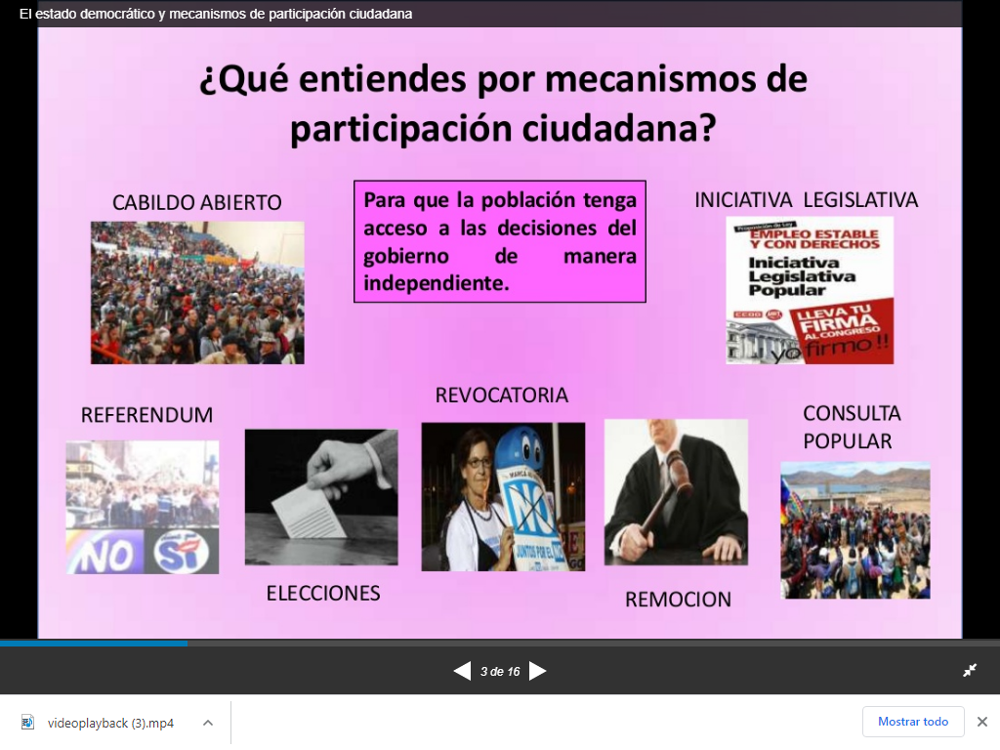 El estado democrático y mecanismos de participación ciudadana
¿Qué entiendes por mecanismos de
participación ciudadana?
CABILDO ABIERTO
Para que la población tenga
acceso a las decisiones del
gobierno de manera
independiente.
INICIATIVA LEGISLATIVA
Proposición de Ley
EMPLEO ESTABLE
Y CON DERECHOS
Iniciativa
Legislativa
Popular
CCOO
LLEVA TU
FIRMA
AL CONGRESO
yo firmo !!
REFERENDUM
NO
SÍ
ELECCIONES
REVOCATORIA
JUNTOS POR EL
REMOCION
CONSULTA
POPULAR
3 de 16
videoplayback (3).mp4
Mostrar todo